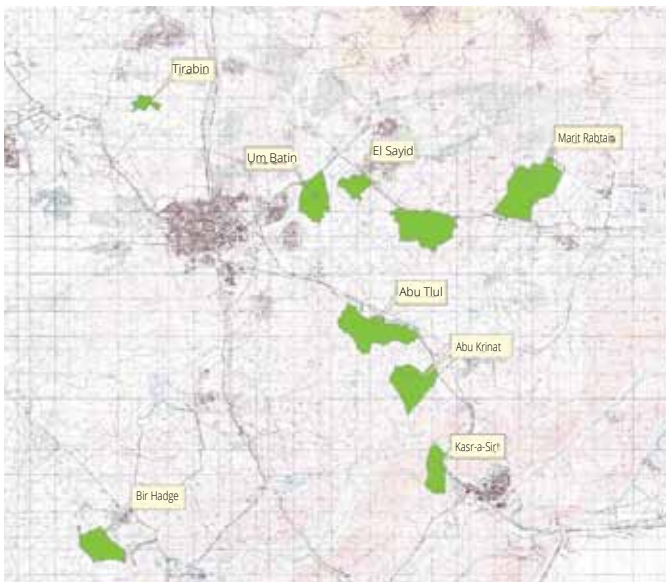 Tirabin
Marit Rabtain
Um Batin
El Sayid
Abu Tlul
Abu Krinat
Kasr-a-Sir
Bir Hadge